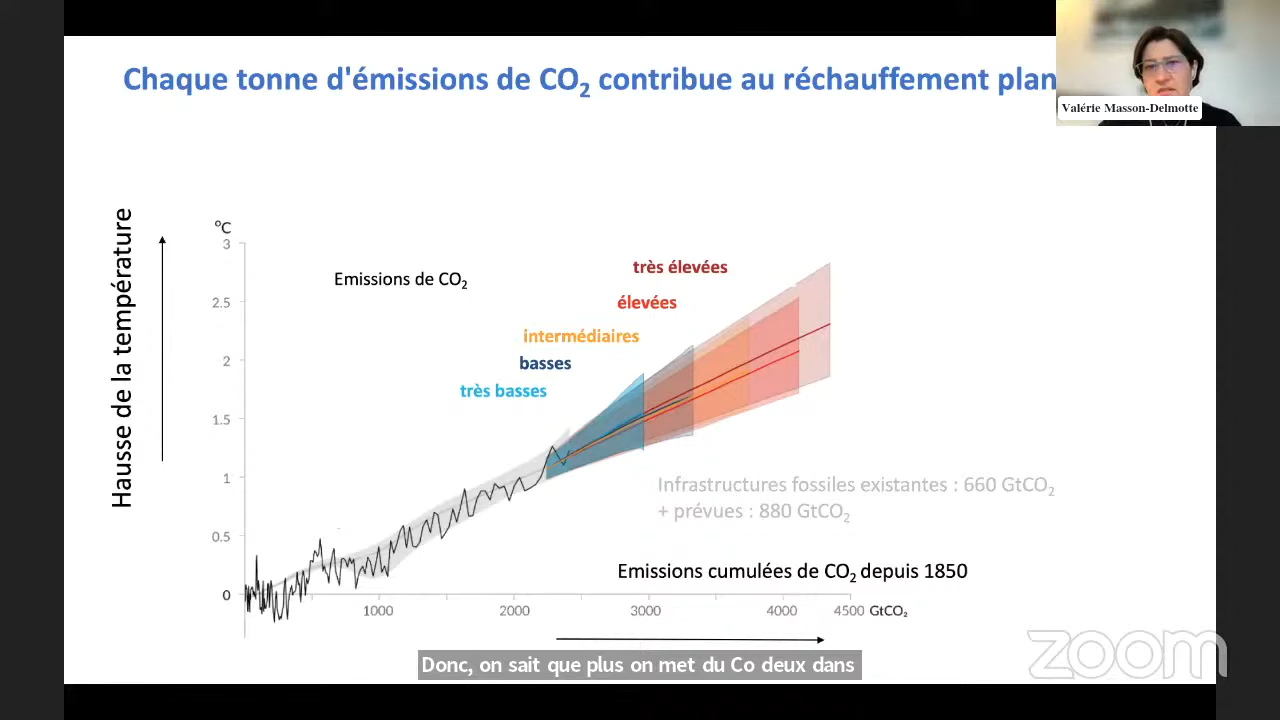 Chaque tonne d'émissions de CO₂ contribue au réchauffement plan
Valérie Masson-Delmotte
Hausse de la température
°C
3
2.5
2
1.5
1
0.5
0
Emissions de CO₂
très élevées
élevées
intermédiaires
basses
très basses
Infrastructures fossiles existantes : 660 GtCO₂
+ prévues : 880 GtCO₂
Emissions cumulées de CO₂ depuis 1850
1000 2000 3000 4000 4500 GtCO₂
zoom
Donc, on sait que plus on met du Co deux dans